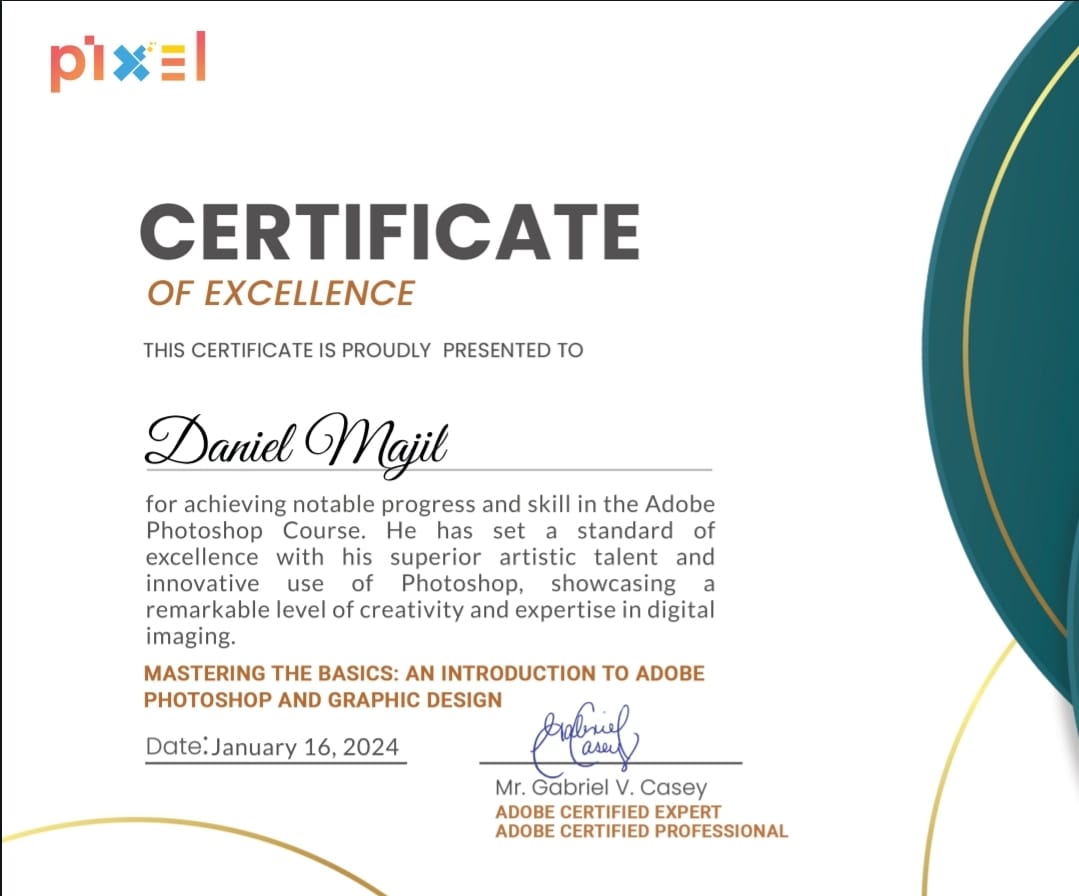 pixel
CERTIFICATE
OF EXCELLENCE
THIS CERTIFICATE IS PROUDLY PRESENTED TO
Daniel Majil
for achieving notable progress and skill in the Adobe
Photoshop Course. He has set a standard of
excellence with his superior artistic talent and
innovative use of Photoshop, showcasing a
remarkable level of creativity and expertise in digital
imaging.
MASTERING THE BASICS: AN INTRODUCTION TO ADOBE
PHOTOSHOP AND GRAPHIC DESIGN
Date: January 16, 2024
Gabriel
Casey
Mr. Gabriel V. Casey
ADOBE CERTIFIED EXPERT
ADOBE CERTIFIED PROFESSIONAL